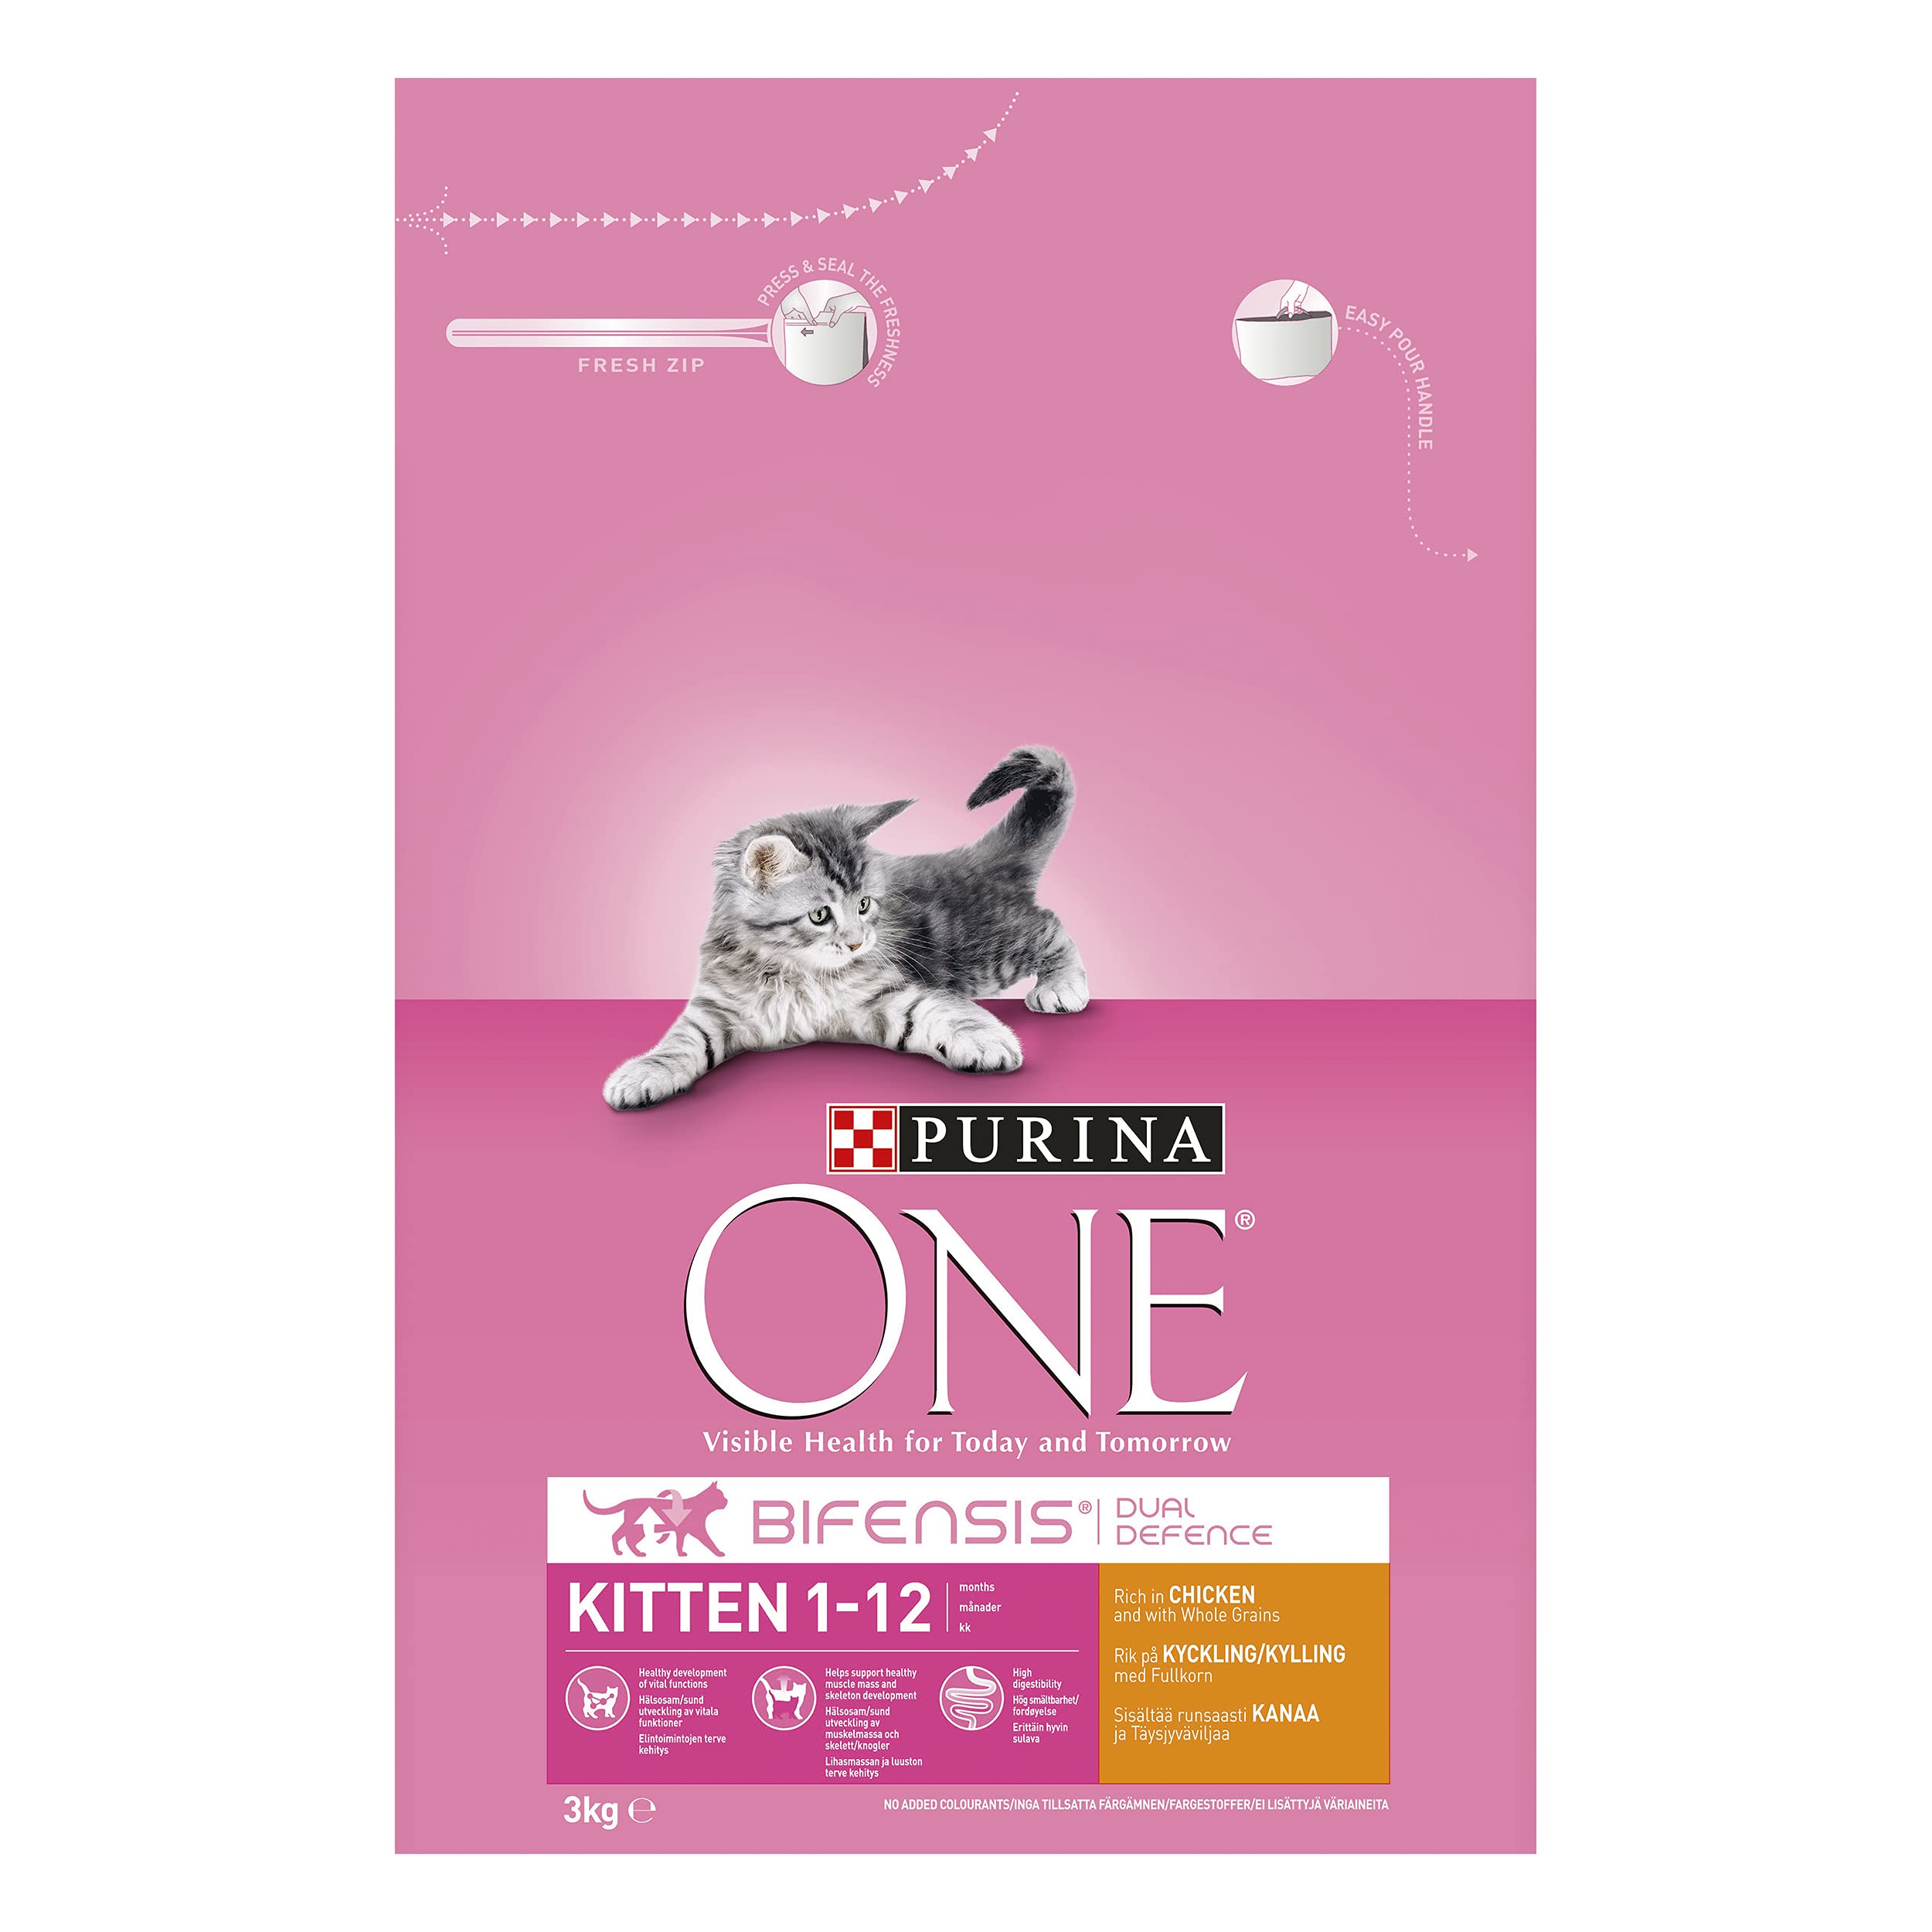 PRESS & SEAL THE FRESHNESS
FRESH ZIP
EASY POUR HANDLE
PURINA
ONE®
Visible Health for Today and Tomorrow
BIFENSIS® DUAL
DEFENCE
KITTEN 1-12
months
månader
kk
Healthy development
of vital functions
Hälsosam/sund
utveckling av vitala
funktioner
Elintoimintojen terve
kehitys
Helps support healthy
muscle mass and
skeleton development
Hälsosam/sund
utveckling av
muskelmassa och
skelett/knogler
Lihasmassan ja luuston
terve kehitys
High
digestibility
Hög smältbarhet/
fordøyelse
Erittäin hyvin
sulava
Rich in CHICKEN
and with Whole Grains
Rik på KYCKLING/KYLLING
med Fullkorn
Sisältää runsaasti KANAA
ja Täysjyväviljaa
3kg ℮
NO ADDED COLOURANTS/INGA TILLSATTA FÄRGÄMNEN/FARGESTOFFER/EI LISÄTTYJÄ VÄRIAINEITA